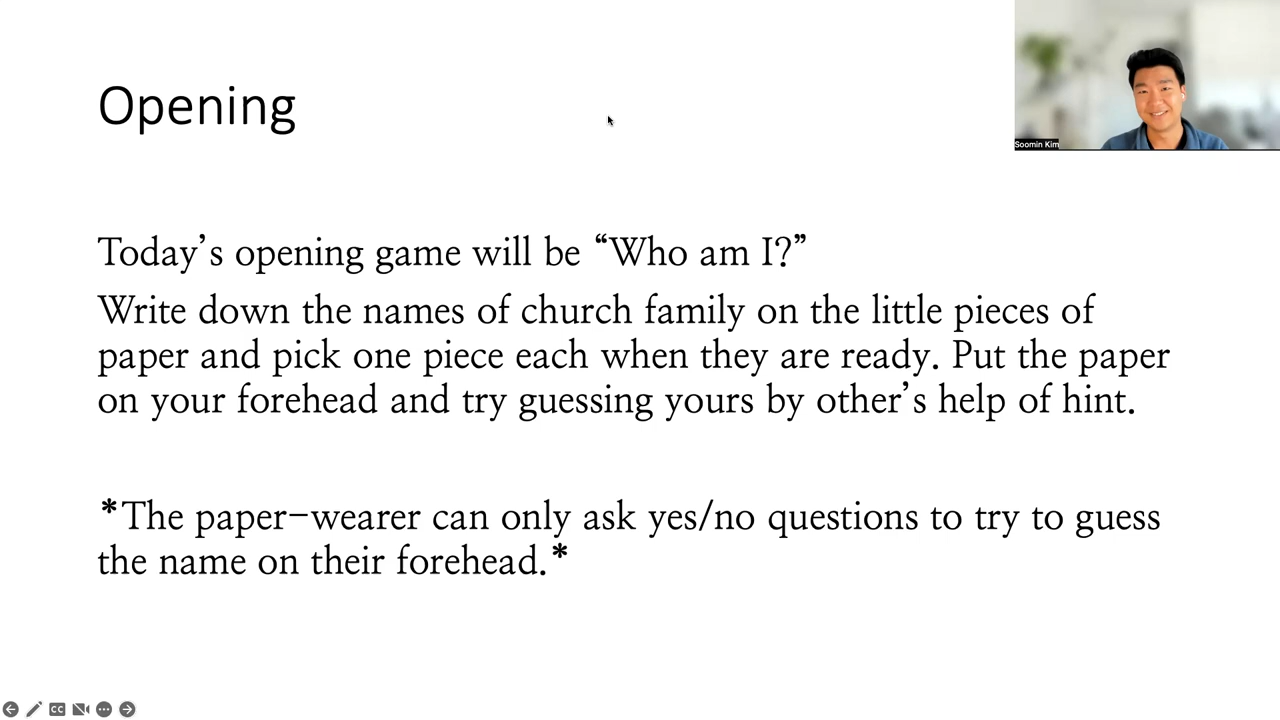 Opening
Soomin Kim
Today’s opening game will be “Who am I?”
Write down the names of church family on the little pieces of
paper and pick one piece each when they are ready. Put the paper
on your forehead and try guessing yours by other’s help of hint.
*The paper-wearer can only ask yes/no questions to try to guess
the name on their forehead.*
CC